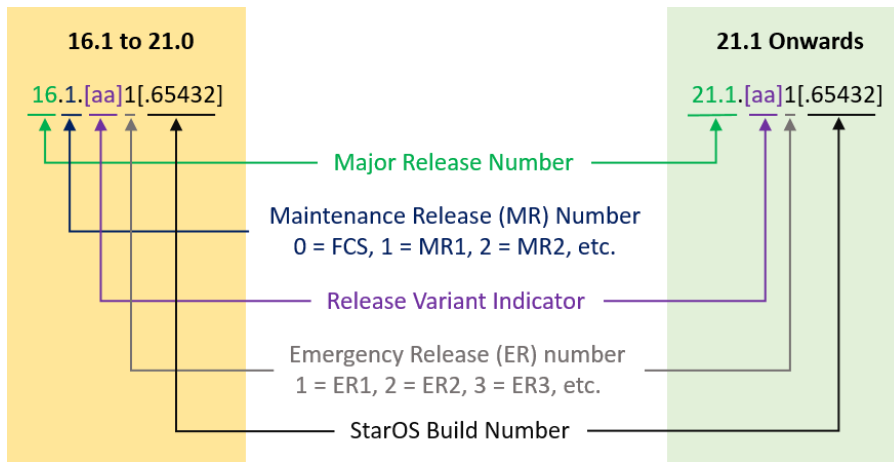 16.1 to 21.0
21.1 Onwards
16.1.[aa]1[.65432]
21.1.[aa]1[.65432]
Major Release Number
Maintenance Release (MR) Number
0 = FCS, 1 = MR1, 2 = MR2, etc.
Release Variant Indicator
Emergency Release (ER) number
1 = ER1, 2 = ER2, 3 = ER3, etc.
StarOS Build Number